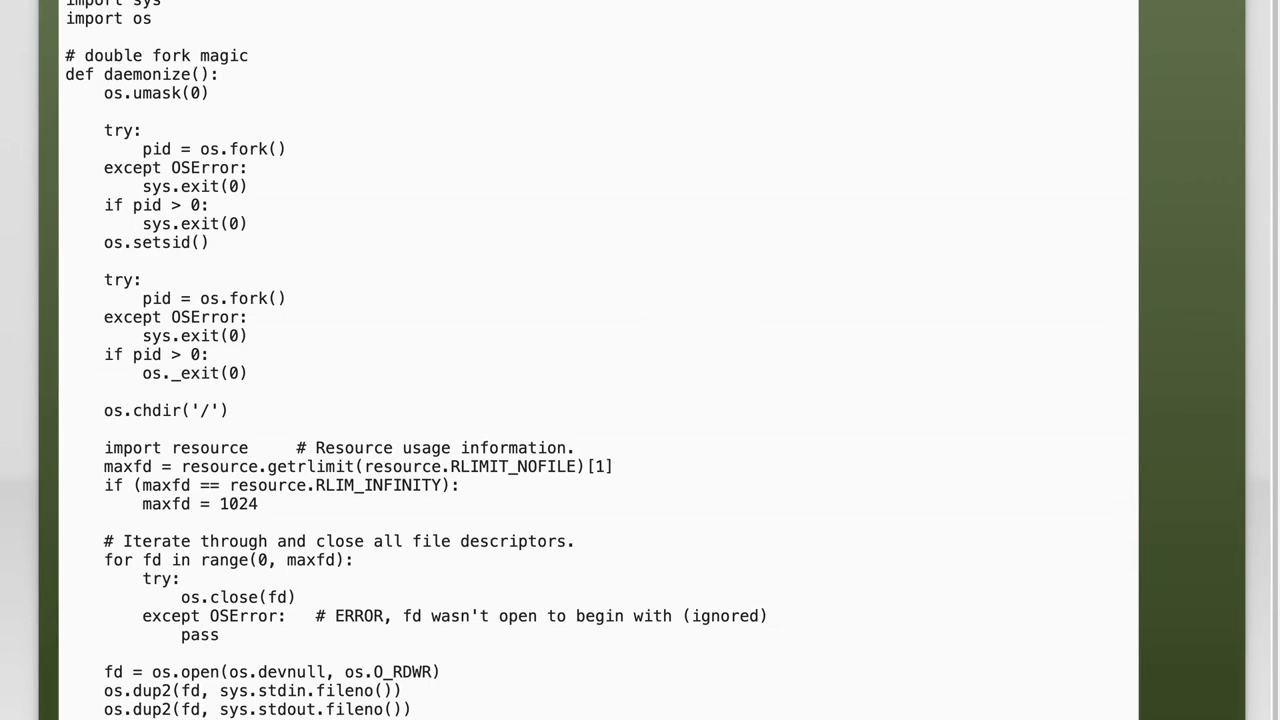 import sys
import os
# double fork magic
def daemonize():
    os.umask(0)
    try:
        pid = os.fork()
    except OSError:
        sys.exit(0)
    if pid > 0:
        sys.exit(0)
    os.setsid()
    try:
        pid = os.fork()
    except OSError:
        sys.exit(0)
    if pid > 0:
        os._exit(0)
    os.chdir('/')
    import resource     # Resource usage information.
    maxfd = resource.getrlimit(resource.RLIMIT_NOFILE)[1]
    if (maxfd == resource.RLIM_INFINITY):
        maxfd = 1024
    # Iterate through and close all file descriptors.
    for fd in range(0, maxfd):
        try:
            os.close(fd)
        except OSError:   # ERROR, fd wasn't open to begin with (ignored)
            pass
    fd = os.open(os.devnull, os.O_RDWR)
    os.dup2(fd, sys.stdin.fileno())
    os.dup2(fd, sys.stdout.fileno())